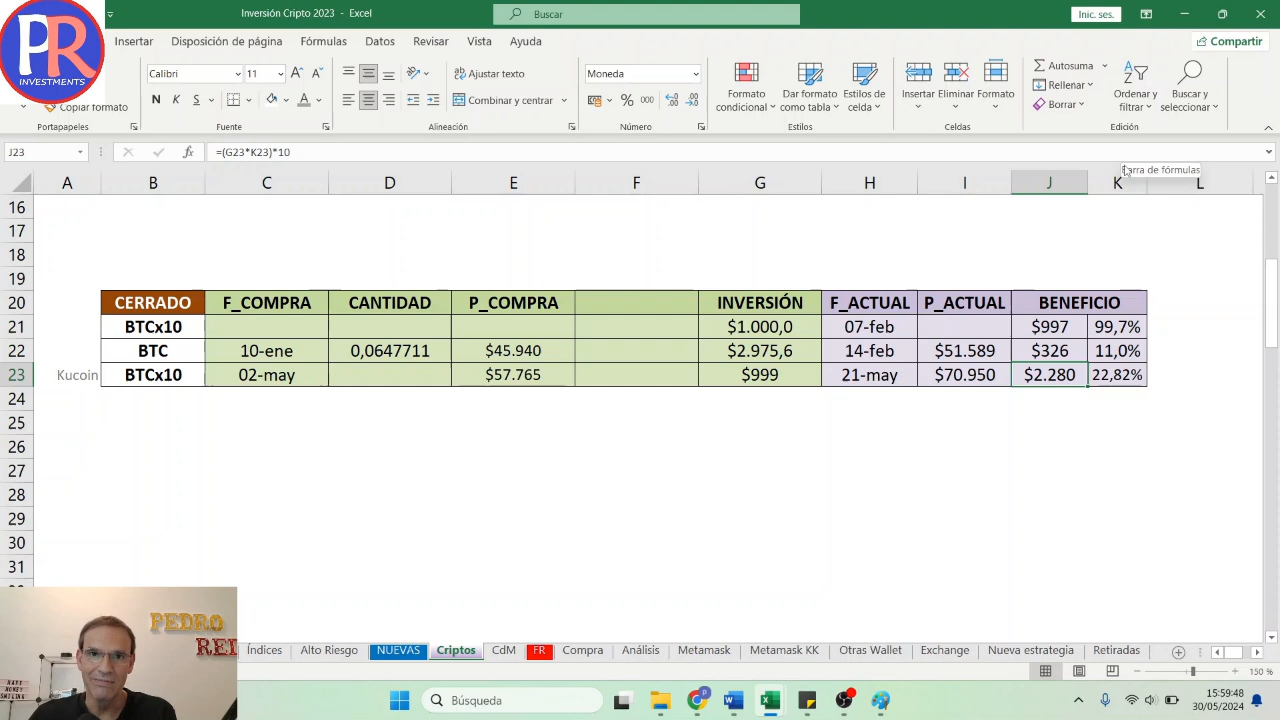 Inversión Cripto 2023 - Excel
Buscar
Inic. ses.
PR
INVESTMENTS
Insertar
Disposición de página
Fórmulas
Datos
Revisar
Vista
Ayuda
Compartir
Calibri
11
Ajustar texto
Moneda
N K S
Combinar y centrar
% 000
Formato condicional
Dar formato como tabla
Estilos de celda
Insertar
Eliminar
Formato
Autosuma
Rellenar
Borrar
Ordenar y filtrar
Buscar y seleccionar
Copiar formato
Portapapeles
Fuente
Alineación
Número
Estilos
Celdas
Edición
J23
fx
=(G23*K23)*10
arra de fórmulas
A B C D E F G H I J K L
16
17
18
19
20 CERRADO F_COMPRA CANTIDAD P_COMPRA INVERSIÓN F_ACTUAL P_ACTUAL BENEFICIO
21 BTCx10 $1.000,0 07-feb $997 99,7%
22 BTC 10-ene 0,0647711 $45.940 $2.975,6 14-feb $51.589 $326 11,0%
23 Kucoin BTCx10 02-may $57.765 $999 21-may $70.950 $2.280 22,82%
24
25
26
27
28
29
30
31
PEDRO
RED
Índices
Alto Riesgo
NUEVAS
Criptos
CdM
FR
Compra
Análisis
Metamask
Metamask KK
Otras Wallet
Exchange
Nueva estrategia
Retiradas
150 %
Búsqueda
15:59:48
30/05/2024